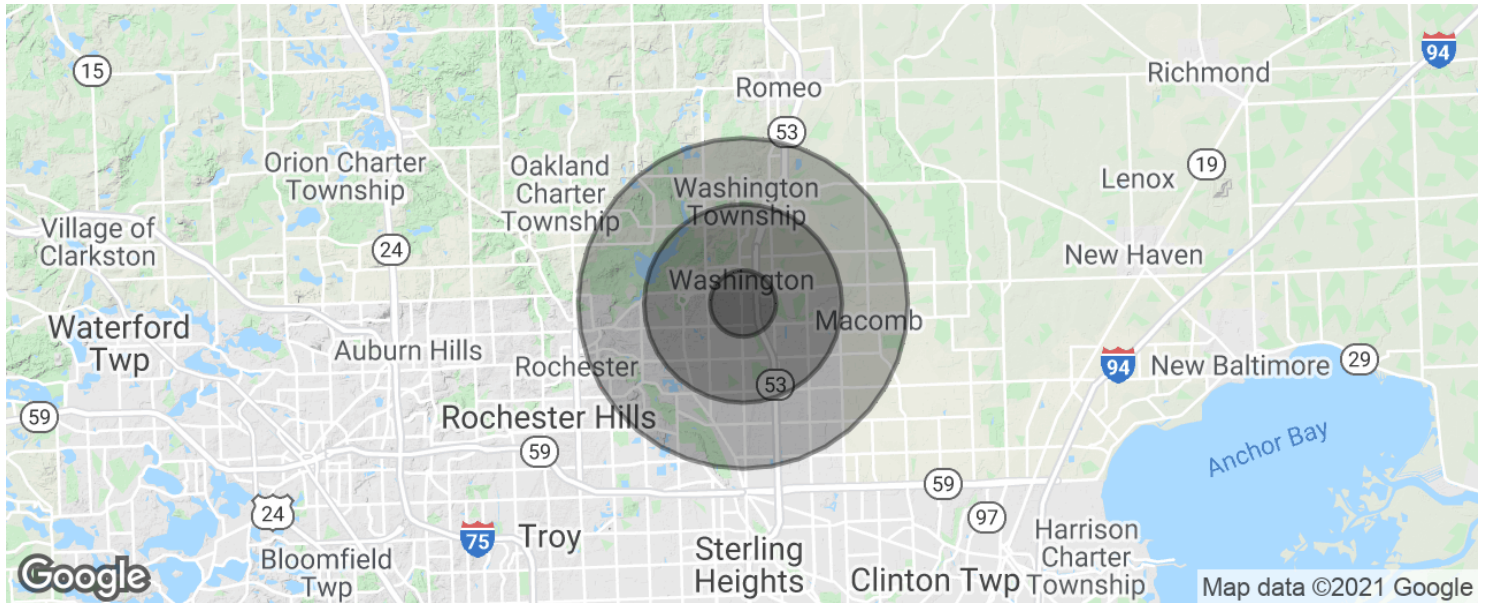 94
15
Richmond
Romeo
53
Orion Charter
Township
Oakland
Charter
Township
19
Lenox
Washington
Township
Village of
Clarkston
24
New Haven
Washington
Waterford
Twp
Macomb
Auburn Hills
Rochester
94
New Baltimore
29
53
59
Rochester Hills
59
Anchor Bay
59
24
97
75
Troy
Sterling
Heights
Harrison
Charter
Township
Bloomfield
Twp
Clinton Twp
Google
Map data ©2021 Google